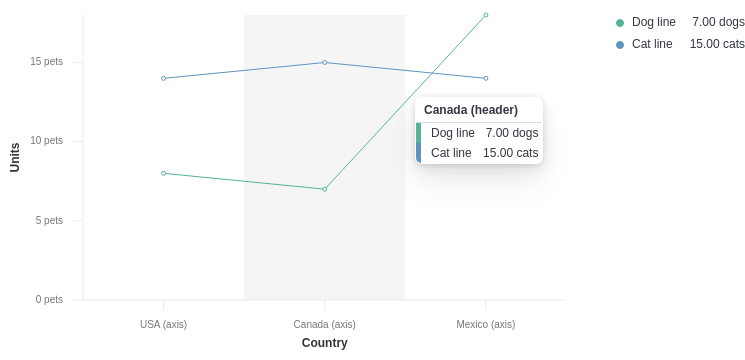 Dog line 7.00 dogs
Cat line 15.00 cats
15 pets
10 pets
5 pets
0 pets
Units
Canada (header)
Dog line 7.00 dogs
Cat line 15.00 cats
USA (axis)
Canada (axis)
Mexico (axis)
Country